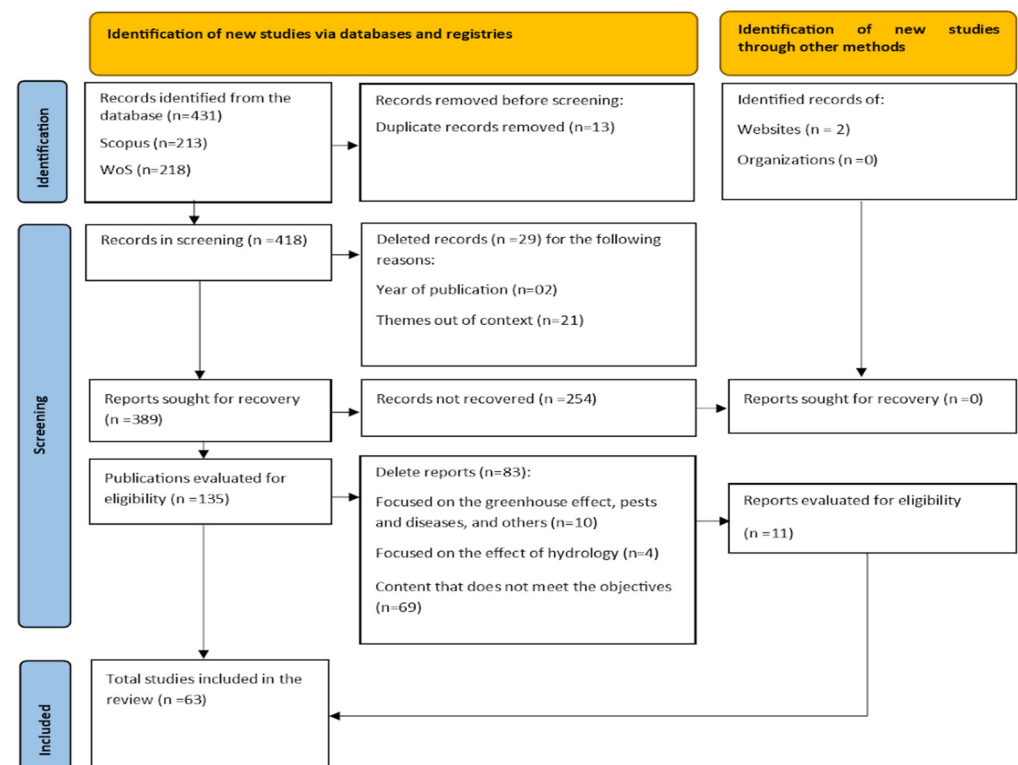 Identification of new studies via databases and registries
Identification of new studies
through other methods
Identification
Records identified from the
database (n=431)
Scopus (n=213)
WoS (n=218)
Records removed before screening:
Duplicate records removed (n=13)
Identified records of:
Websites (n = 2)
Organizations (n =0)
Screening
Records in screening (n =418)
Deleted records (n =29) for the following
reasons:
Year of publication (n=02)
Themes out of context (n=21)
Reports sought for recovery
(n =389)
Records not recovered (n =254)
Reports sought for recovery (n =0)
Publications evaluated for
eligibility (n =135)
Delete reports (n=83):
Focused on the greenhouse effect, pests
and diseases, and others (n=10)
Focused on the effect of hydrology (n=4)
Content that does not meet the objectives
(n=69)
Reports evaluated for eligibility
(n =11)
Included
Total studies included in the
review (n =63)